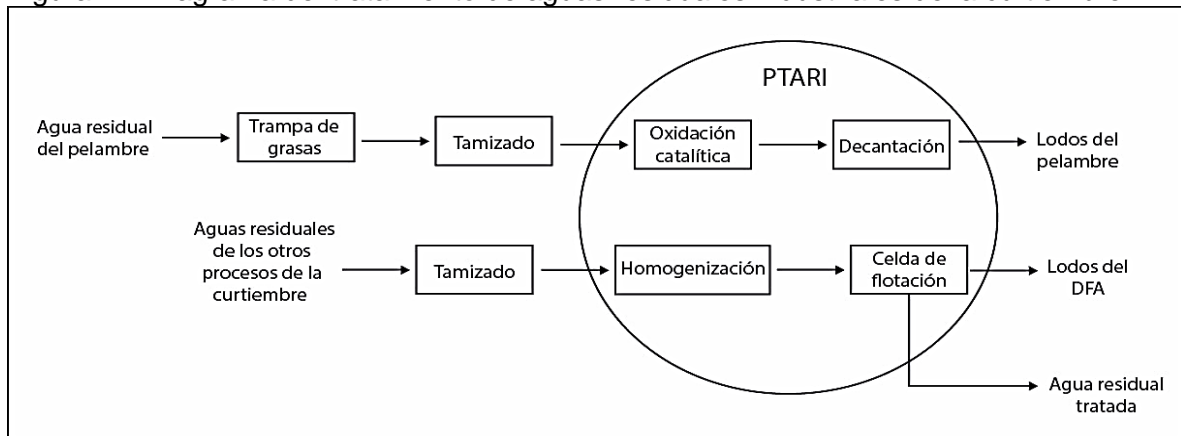 PTARI
Agua residual
del pelambre
Trampa de
grasas
Tamizado
Oxidación
catalítica
Decantación
Lodos del
pelambre
Aguas residuales
de los otros
procesos de la
curtiembre
Tamizado
Homogenización
Celda de
flotación
Lodos del
DFA
Agua residual
tratada